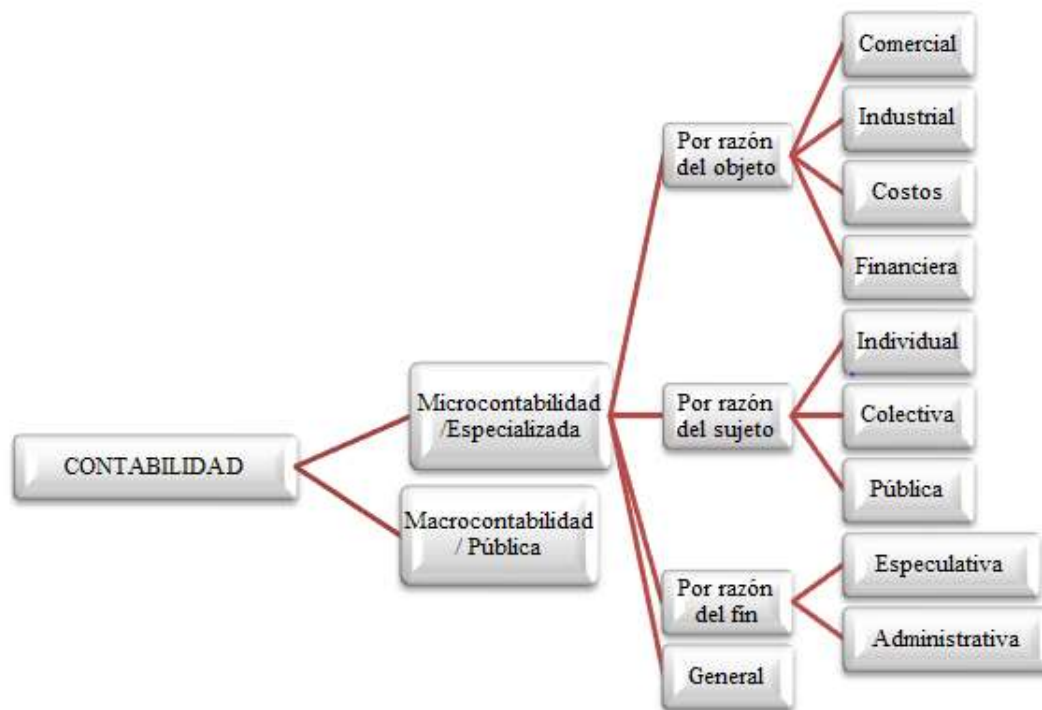 CONTABILIDAD
Microcontabilidad
/Especializada
Macrocontabilidad
/ Pública
Por razón
del objeto
Comercial
Industrial
Costos
Financiera
Por razón
del sujeto
Individual
Colectiva
Pública
Por razón
del fin
Especulativa
Administrativa
General